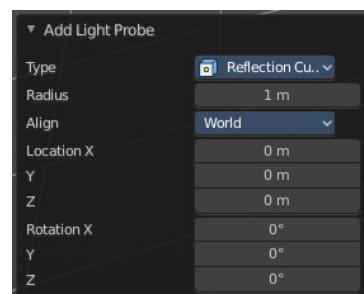 Add Light Probe
Type Reflection Cu..
Radius 1 m
Align World
Location X 0 m
Y 0 m
Z 0 m
Rotation X 0°
Y 0°
Z 0°